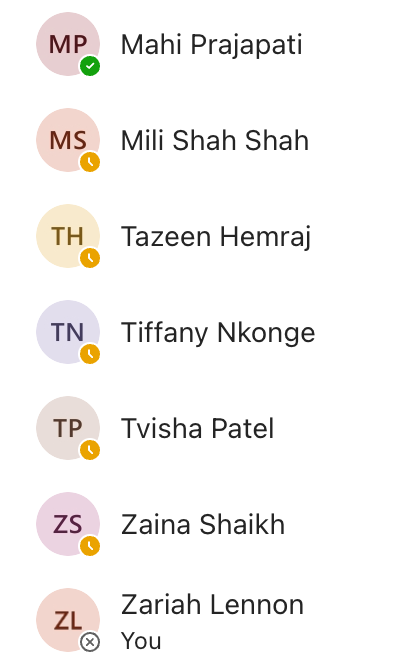 MP Mahi Prajapati
MS Mili Shah Shah
TH Tazeen Hemraj
TN Tiffany Nkonge
TP Tvisha Patel
ZS Zaina Shaikh
ZL Zariah Lennon
You